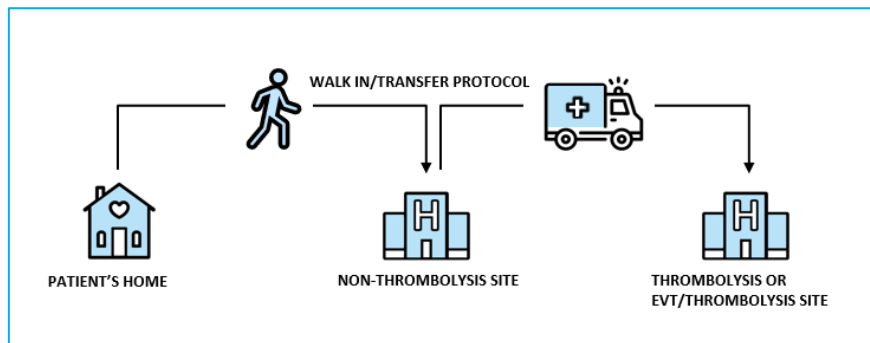 WALK IN/TRANSFER PROTOCOL
H
H
PATIENT'S HOME
NON-THROMBOLYSIS SITE
THROMBOLYSIS OR
EVT/THROMBOLYSIS SITE